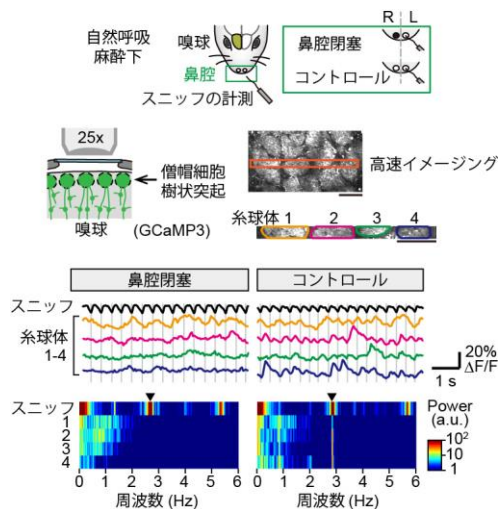 自然呼吸
麻酔下
嗅球
鼻腔
スニッフの計測
R L
鼻腔閉塞
コントロール
25x
僧帽細胞
樹状突起
嗅球 (GCaMP3)
高速イメージング
糸球体 1 2 3 4
鼻腔閉塞 コントロール
スニッフ
糸球体
1-4
20%
ΔF/F
1 s
スニッフ
1
2
3
4
Power
(a.u.)
10²
10
1
0 1 2 3 4 5 6 0 1 2 3 4 5 6
周波数 (Hz) 周波数 (Hz)